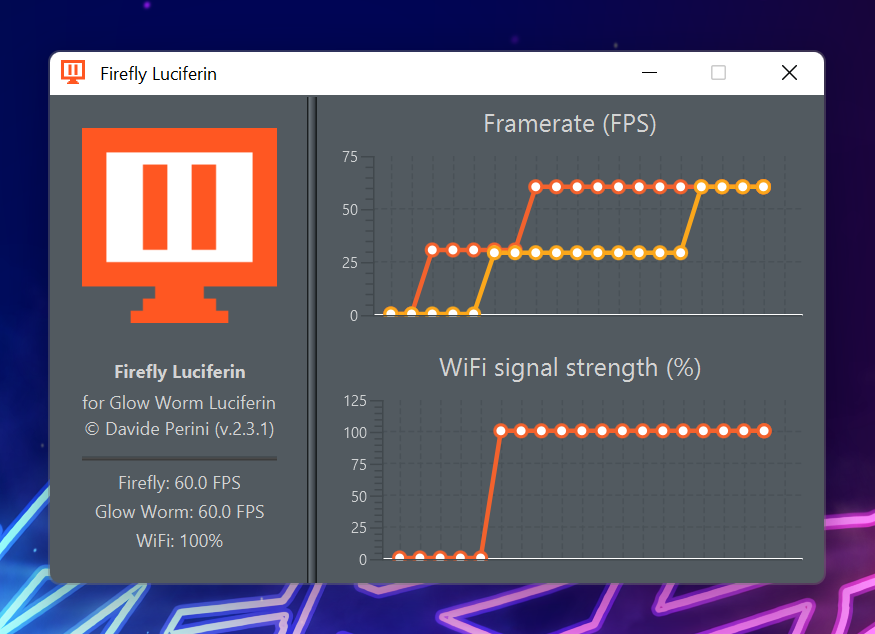 Firefly Luciferin
Framerate (FPS)
75
50
25
0
Firefly Luciferin
for Glow Worm Luciferin
© Davide Perini (v.2.3.1)
Firefly: 60.0 FPS
Glow Worm: 60.0 FPS
WiFi: 100%
WiFi signal strength (%)
125
100
75
50
25
0